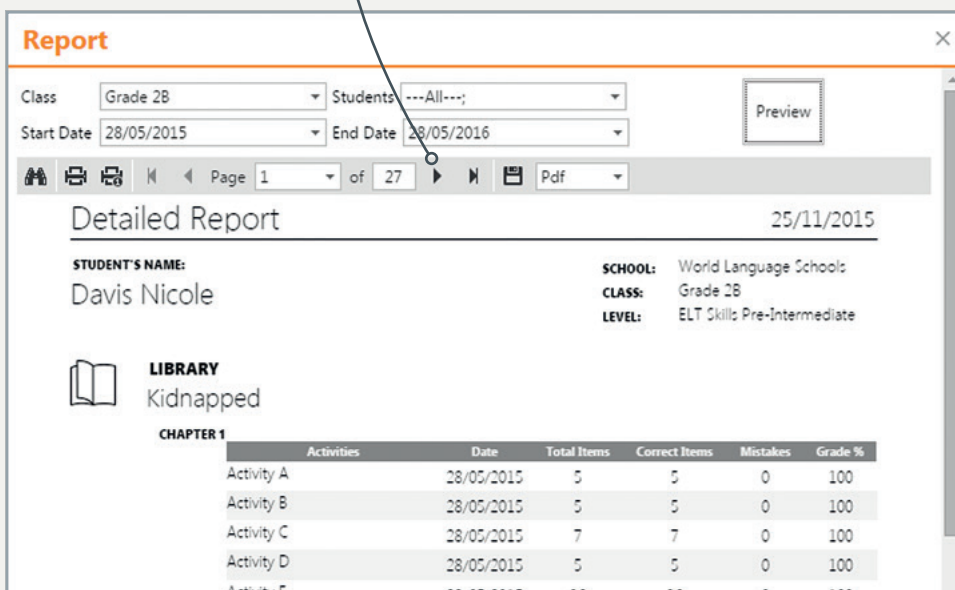 Report
Class Grade 2B Students ---All---;
Preview
Start Date 28/05/2015 End Date 28/05/2016
Page 1 of 27 Pdf
Detailed Report 25/11/2015
STUDENT'S NAME: SCHOOL: World Language Schools
Davis Nicole CLASS: Grade 2B
LEVEL: ELT Skills Pre-Intermediate
LIBRARY
Kidnapped
CHAPTER 1
Activities Date Total Items Correct Items Mistakes Grade %
Activity A 28/05/2015 5 5 0 100
Activity B 28/05/2015 5 5 0 100
Activity C 28/05/2015 7 7 0 100
Activity D 28/05/2015 5 5 0 100